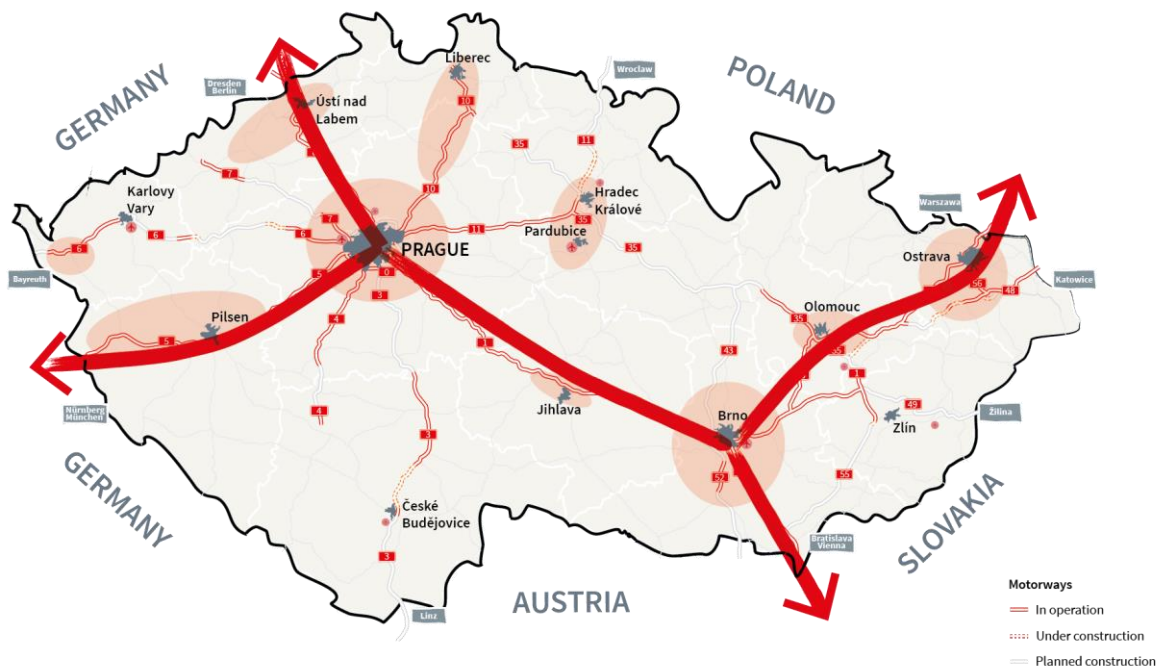 GERMANY
Dresden
Berlin
Ústí nad
Labem
Liberec
10
Wroclaw
POLAND
35
11
7
Karlovy
Vary
6
6
Bayreuth
10
7
6
PRAGUE
11
Hradec
Králové
35
Pardubice
35
Warszawa
Ostrava
56
48
Katowice
5
0
3
4
Pilsen
5
Nürnberg
München
1
Jihlava
43
Olomouc
35
55
1
Brno
49
Zlín
Žilina
4
3
52
55
GERMANY
České
Budějovice
3
Linz
AUSTRIA
Bratislava
Vienna
SLOVAKIA
Motorways
In operation
Under construction
Planned construction